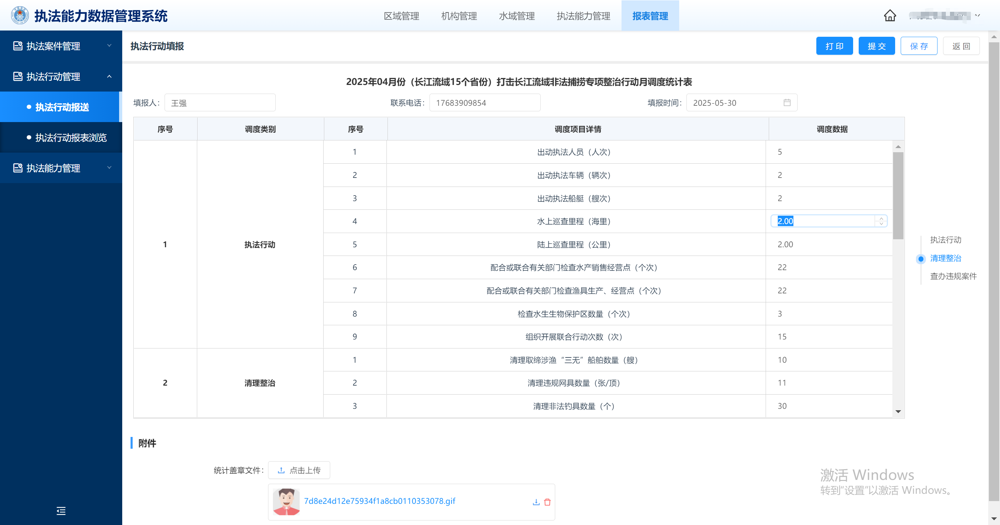 执法能力数据管理系统
区域管理 机构管理 水域管理 执法能力管理 报表管理
执法案件管理
执法行动管理
执法行动报送
执法行动报表浏览
执法能力管理
执法行动填报
打 印 提 交 保 存 返 回
2025年04月份（长江流域15个省份）打击长江流域非法捕捞专项整治行动月调度统计表
填报人: 王强 联系电话: 17683909854 填报时间: 2025-05-30
序号 调度类别 序号 调度项目详情 调度数据
1 执法行动
1 出动执法人员（人次） 5
2 出动执法车辆（辆次） 2
3 出动执法船艇（艘次） 2
4 水上巡查里程（海里） 2.00
5 陆上巡查里程（公里） 2.00
6 配合或联合有关部门检查水产销售经营点（个次） 22
7 配合或联合有关部门检查渔具生产、经营点（个次） 22
8 检查水生生物保护区数量（个次） 3
9 组织开展联合行动次数（次） 15
2 清理整治
1 清理取缔涉渔“三无”船舶数量（艘） 10
2 清理违规网具数量（张/顶） 11
3 清理非法钓具数量（个） 30
执法行动
清理整治
查办违规案件
附件
统计盖章文件: 点击上传
7d8e24d12e75934f1a8cb0110353078.gif
激活 Windows
转到“设置”以激活 Windows。